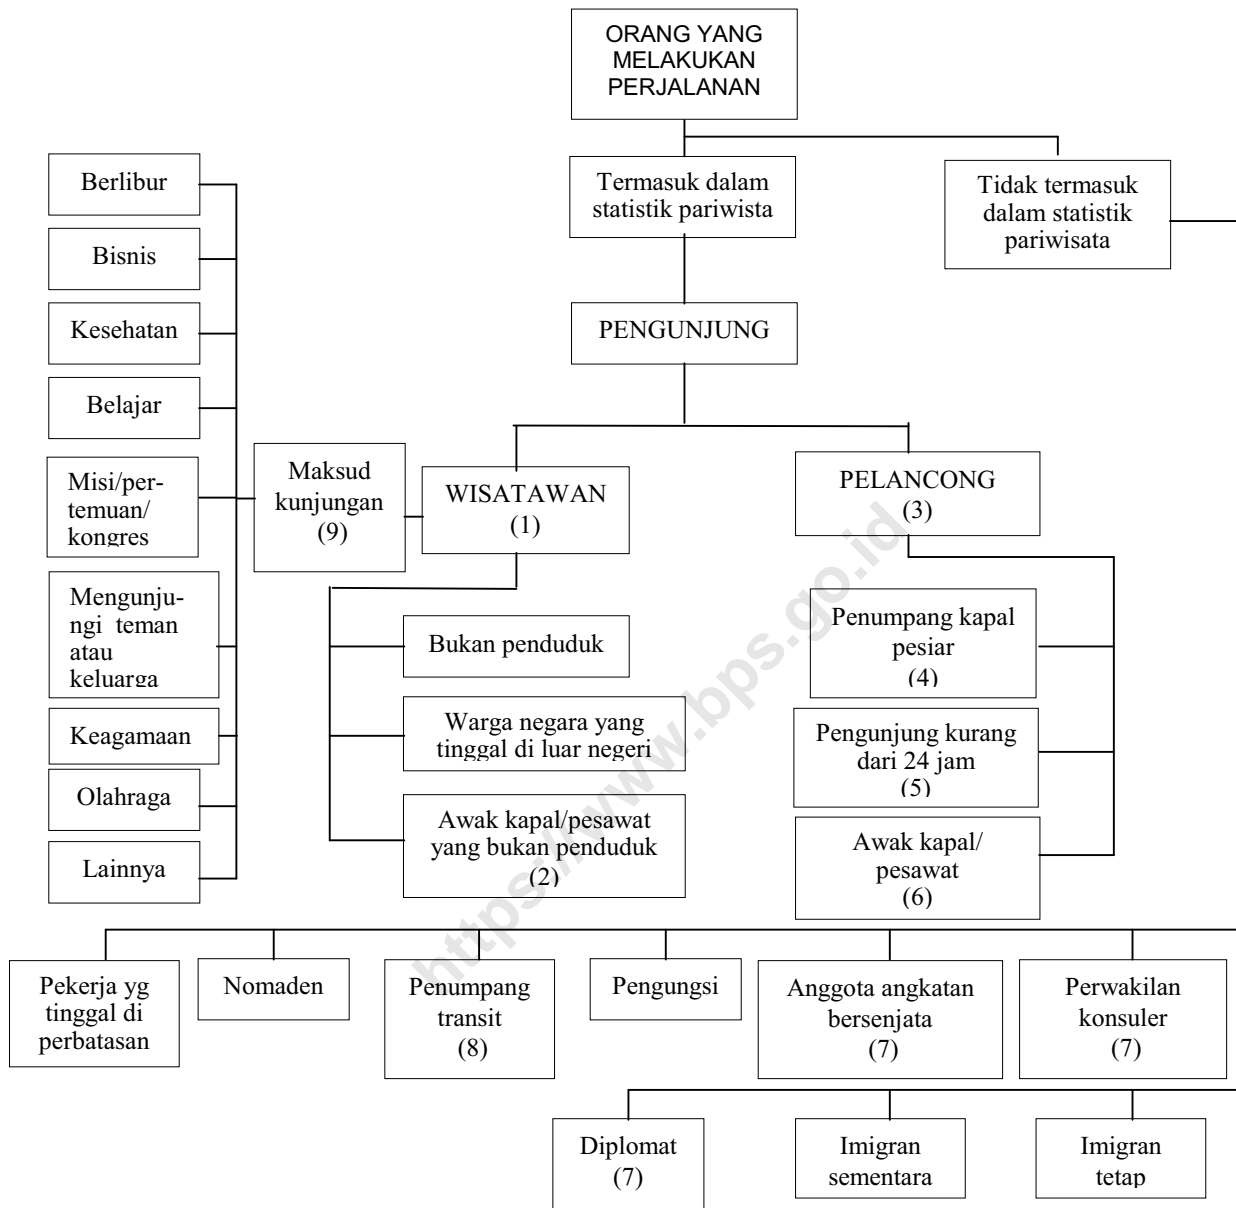 ORANG YANG
MELAKUKAN
PERJALANAN
Termasuk dalam
statistik pariwista
Tidak termasuk
dalam statistik
pariwisata
PENGUNJUNG
WISATAWAN
(1)
PELANCONG
(3)
Maksud
kunjungan
(9)
Berlibur
Bisnis
Kesehatan
Belajar
Misi/per-
temuan/
kongres
Mengunju-
ngi teman
atau
keluarga
Keagamaan
Olahraga
Lainnya
Bukan penduduk
Warga negara yang
tinggal di luar negeri
Awak kapal/pesawat
yang bukan penduduk
(2)
Penumpang kapal
pesiar
(4)
Pengunjung kurang
dari 24 jam
(5)
Awak kapal/
pesawat
(6)
Pekerja yg
tinggal di
perbatasan
Nomaden
Penumpang
transit
(8)
Pengungsi
Anggota angkatan
bersenjata
(7)
Perwakilan
konsuler
(7)
Diplomat
(7)
Imigran
sementara
Imigran
tetap
https://www.bps.go.id